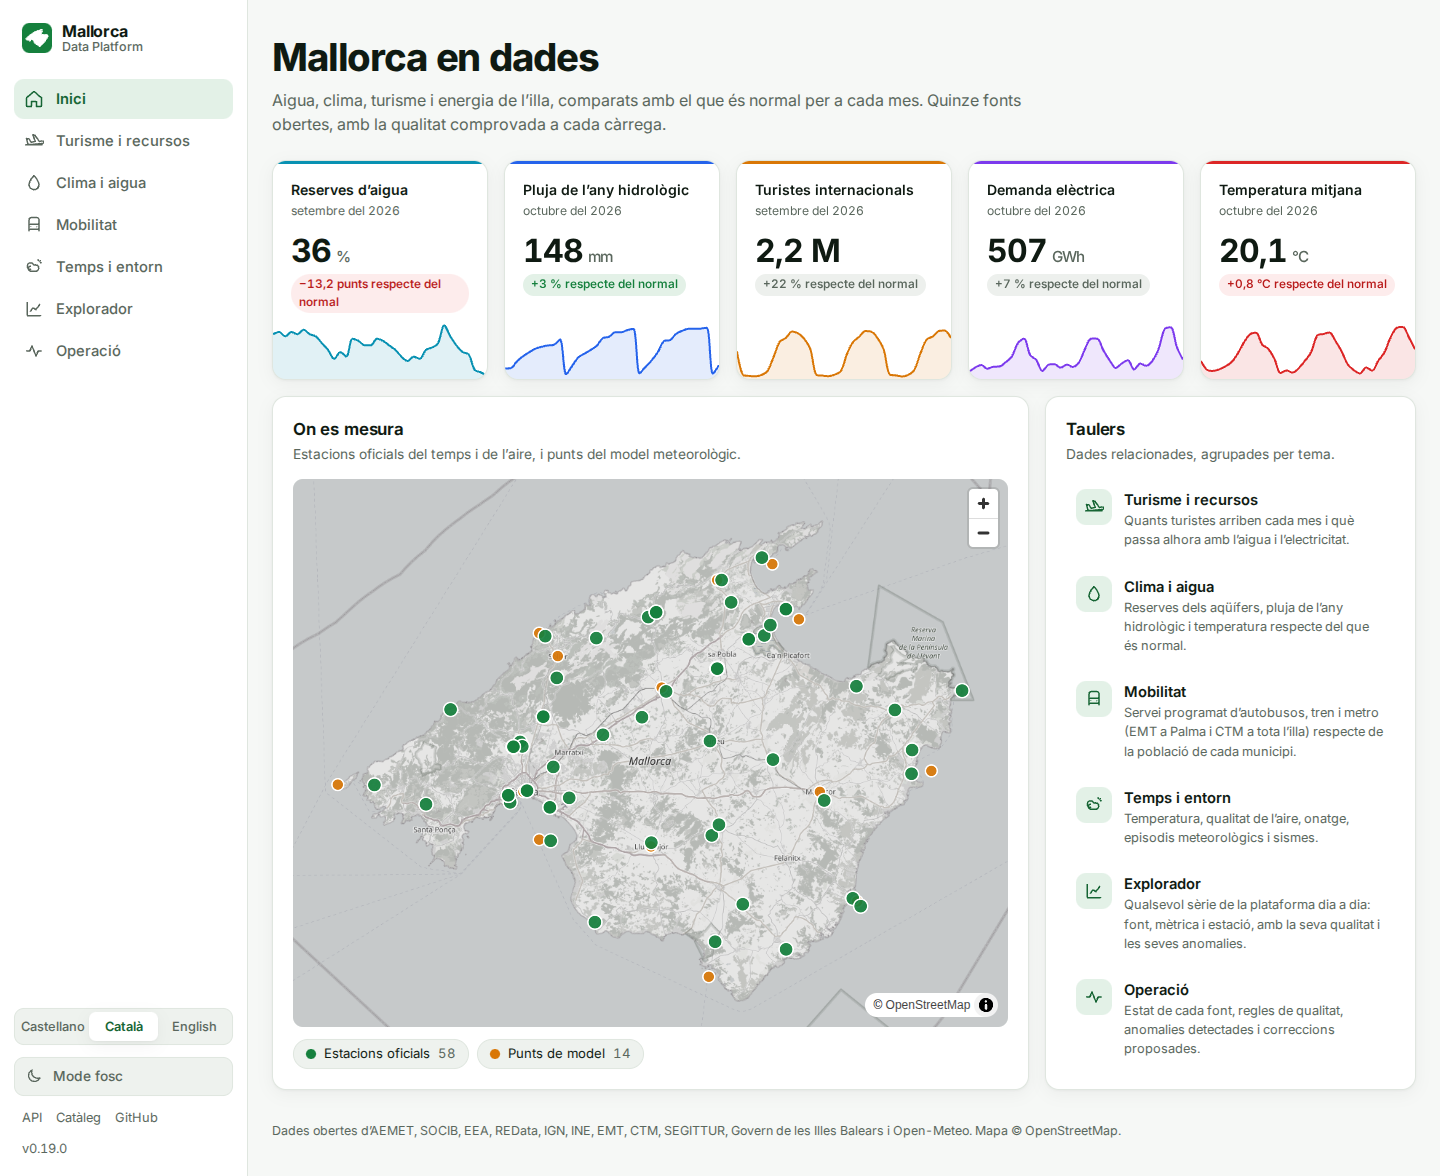 Mallorca
Data Platform
Inici
Turisme i recursos
Clima i aigua
Mobilitat
Temps i entorn
Explorador
Operació
Castellano Català English
Mode fosc
API Catàleg GitHub
v0.19.0
Mallorca en dades
Aigua, clima, turisme i energia de l’illa, comparats amb el que és normal per a cada mes. Quinze fonts
obertes, amb la qualitat comprovada a cada càrrega.
Reserves d’aigua
setembre del 2026
36 %
−13,2 punts respecte del
normal
Pluja de l’any hidrològic
octubre del 2026
148 mm
+3 % respecte del normal
Turistes internacionals
setembre del 2026
2,2 M
+22 % respecte del normal
Demanda elèctrica
octubre del 2026
507 GWh
+7 % respecte del normal
Temperatura mitjana
octubre del 2026
20,1 °C
+0,8 °C respecte del normal
On es mesura
Estacions oficials del temps i de l’aire, i punts del model meteorològic.
+
−
Reserva
Marina
de la Península
de Llevant
sa Pobla
Ca'n Picafort
Marratxí
Mallorca
Santa Ponça
Felanitx
© OpenStreetMap
Estacions oficials 58
Punts de model 14
Taulers
Dades relacionades, agrupades per tema.
Turisme i recursos
Quants turistes arriben cada mes i què
passa alhora amb l’aigua i l’electricitat.
Clima i aigua
Reserves dels aqüífers, pluja de l’any
hidrològic i temperatura respecte del que
és normal.
Mobilitat
Servei programat d’autobusos, tren i metro
(EMT a Palma i CTM a tota l’illa) respecte de
la població de cada municipi.
Temps i entorn
Temperatura, qualitat de l’aire, onatge,
episodis meteorològics i sismes.
Explorador
Qualsevol sèrie de la plataforma dia a dia:
font, mètrica i estació, amb la seva qualitat i
les seves anomalies.
Operació
Estat de cada font, regles de qualitat,
anomalies detectades i correccions
proposades.
Dades obertes d’AEMET, SOCIB, EEA, REData, IGN, INE, EMT, CTM, SEGITTUR, Govern de les Illes Balears i Open-Meteo. Mapa © OpenStreetMap.